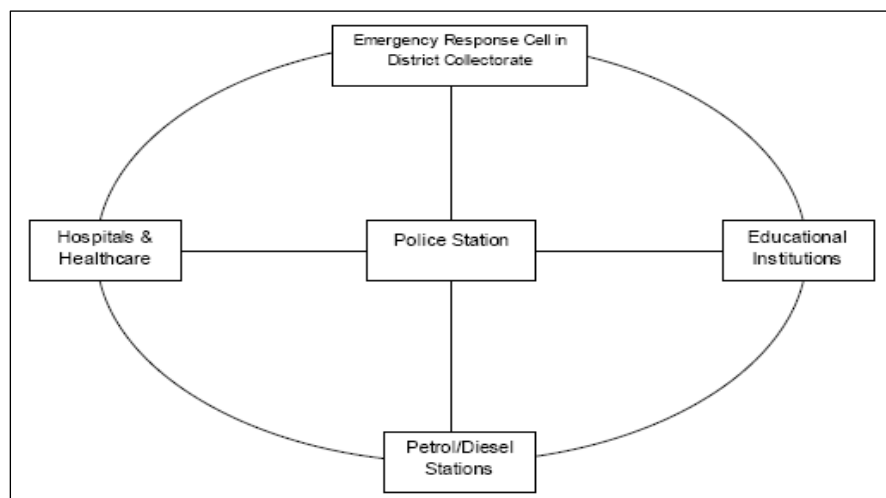 Emergency Response Cell in
District Collectorate
Hospitals &
Healthcare
Police Station
Educational
Institutions
Petrol/Diesel
Stations